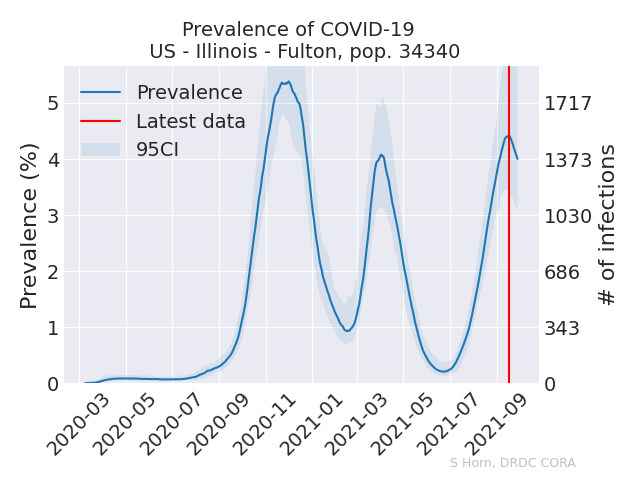 Prevalence of COVID-19
US - Illinois - Fulton, pop. 34340
Prevalence
Latest data
95CI
Prevalence (%)
5
4
3
2
1
0
1717
1373
1030
686
343
0
# of infections
2020-03
2020-05
2020-07
2020-09
2020-11
2021-01
2021-03
2021-05
2021-07
2021-09
S Horn, DRDC CORA